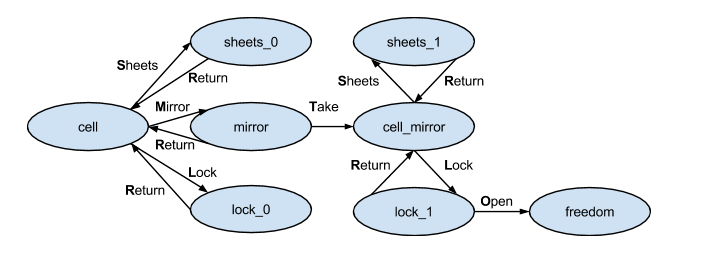 sheets_0
sheets_1
Sheets
Return
Sheets
Return
Mirror
Take
cell
mirror
cell_mirror
Return
Return
Lock
Lock
Return
Open
lock_0
lock_1
freedom